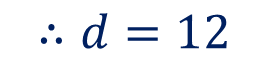 ∴ d = 12